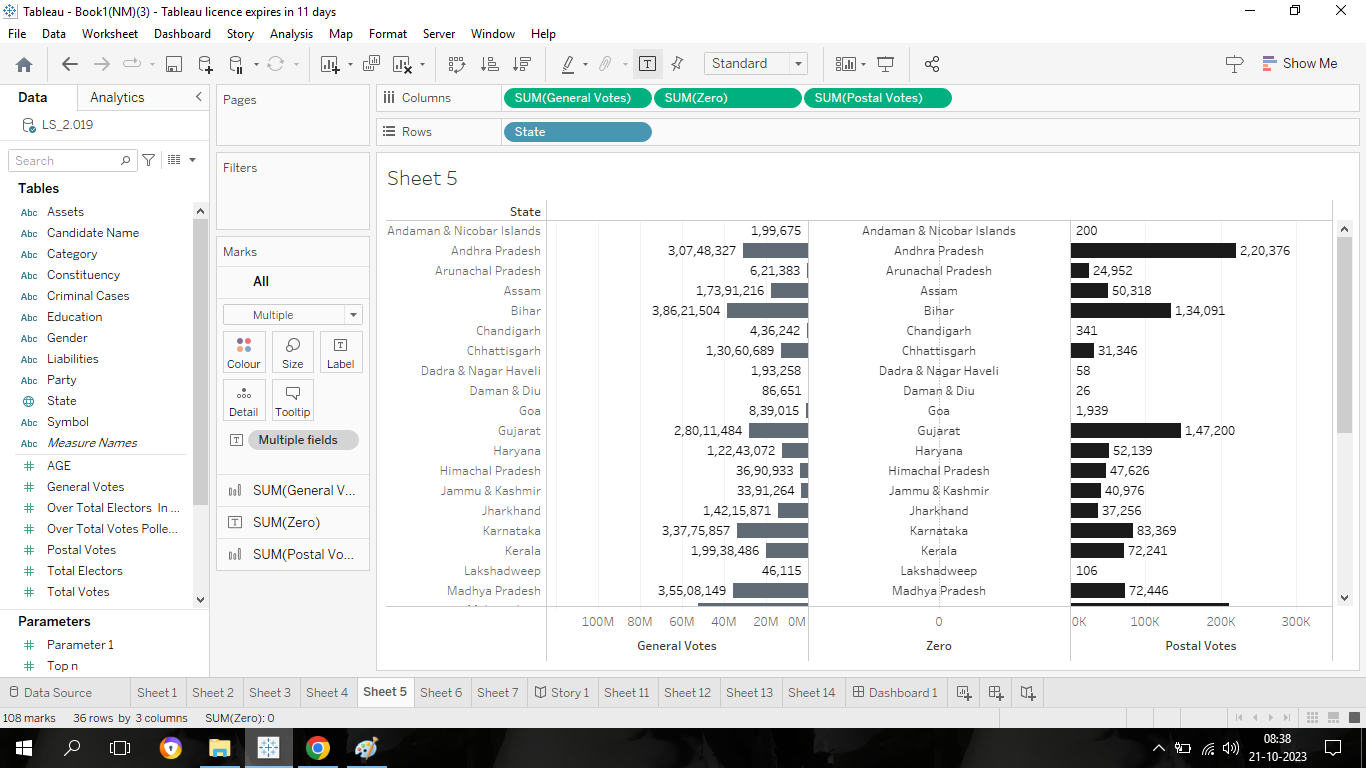 Tableau - Book1(NM)(3) - Tableau licence expires in 11 days
File Data Worksheet Dashboard Story Analysis Map Format Server Window Help
Standard
Show Me
Data Analytics
LS_2.019
Search
Tables
Abc Assets
Abc Candidate Name
Abc Category
Abc Constituency
Abc Criminal Cases
Abc Education
Abc Gender
Abc Liabilities
Abc Party
State
Abc Symbol
Abc Measure Names
# AGE
# General Votes
# Over Total Electors In ...
# Over Total Votes Polle...
# Postal Votes
# Total Electors
# Total Votes
Parameters
# Parameter 1
# Top n
Pages
Filters
Marks
All
Multiple
Colour Size Label
Detail Tooltip
Multiple fields
SUM(General V...
SUM(Zero)
SUM(Postal Vo...
Columns SUM(General Votes) SUM(Zero) SUM(Postal Votes)
Rows State
Sheet 5
State
Andaman & Nicobar Islands 1,99,675 Andaman & Nicobar Islands 200
Andhra Pradesh 3,07,48,327 Andhra Pradesh 2,20,376
Arunachal Pradesh 6,21,383 Arunachal Pradesh 24,952
Assam 1,73,91,216 Assam 50,318
Bihar 3,86,21,504 Bihar 1,34,091
Chandigarh 4,36,242 Chandigarh 341
Chhattisgarh 1,30,60,689 Chhattisgarh 31,346
Dadra & Nagar Haveli 1,93,258 Dadra & Nagar Haveli 58
Daman & Diu 86,651 Daman & Diu 26
Goa 8,39,015 Goa 1,939
Gujarat 2,80,11,484 Gujarat 1,47,200
Haryana 1,22,43,072 Haryana 52,139
Himachal Pradesh 36,90,933 Himachal Pradesh 47,626
Jammu & Kashmir 33,91,264 Jammu & Kashmir 40,976
Jharkhand 1,42,15,871 Jharkhand 37,256
Karnataka 3,37,75,857 Karnataka 83,369
Kerala 1,99,38,486 Kerala 72,241
Lakshadweep 46,115 Lakshadweep 106
Madhya Pradesh 3,55,08,149 Madhya Pradesh 72,446
100M 80M 60M 40M 20M 0M 0 0K 100K 200K 300K
General Votes Zero Postal Votes
Data Source Sheet 1 Sheet 2 Sheet 3 Sheet 4 Sheet 5 Sheet 6 Sheet 7 Story 1 Sheet 11 Sheet 12 Sheet 13 Sheet 14 Dashboard 1
108 marks 36 rows by 3 columns SUM(Zero): 0
08:38
21-10-2023